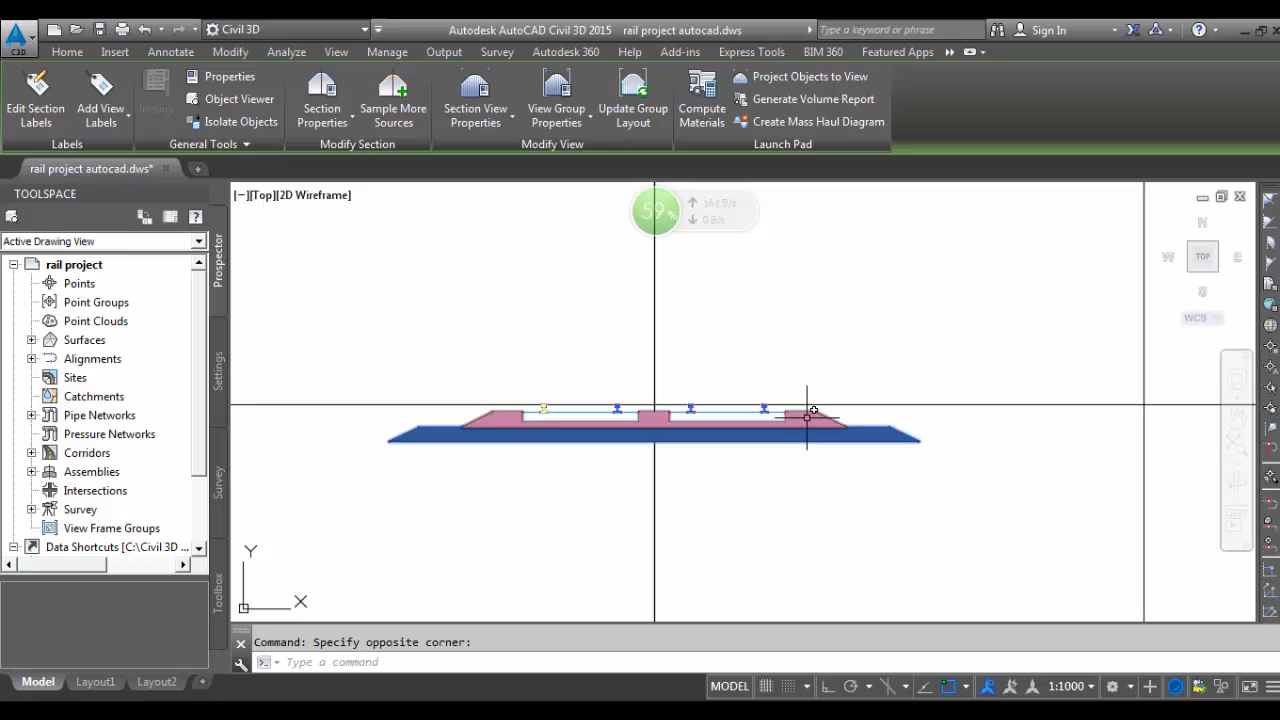 Civil 3D
Autodesk AutoCAD Civil 3D 2015 rail project autocad.dws
Type a keyword or phrase
Sign In
C3D
Home Insert Annotate Modify Analyze View Manage Output Survey Autodesk 360 Help Add-ins Express Tools BIM 360 Featured Apps
Edit Section Labels
Add View Labels
Labels
Inquiry
Properties
Object Viewer
Isolate Objects
General Tools
Section Properties
Sample More Sources
Modify Section
Section View Properties
View Group Properties
Update Group Layout
Modify View
Compute Materials
Project Objects to View
Generate Volume Report
Create Mass Haul Diagram
Launch Pad
rail project autocad.dws*
TOOLSPACE
Active Drawing View
rail project
Points
Point Groups
Point Clouds
Surfaces
Alignments
Sites
Catchments
Pipe Networks
Pressure Networks
Corridors
Assemblies
Intersections
Survey
View Frame Groups
Data Shortcuts [C:\Civil 3D ...
Prospector
Settings
Survey
Toolbox
[−][Top][2D Wireframe]
59%
0 B/s
N
W TOP E
S
WCS
Y
X
Command: Specify opposite corner:
Type a command
Model Layout1 Layout2
MODEL
1:1000